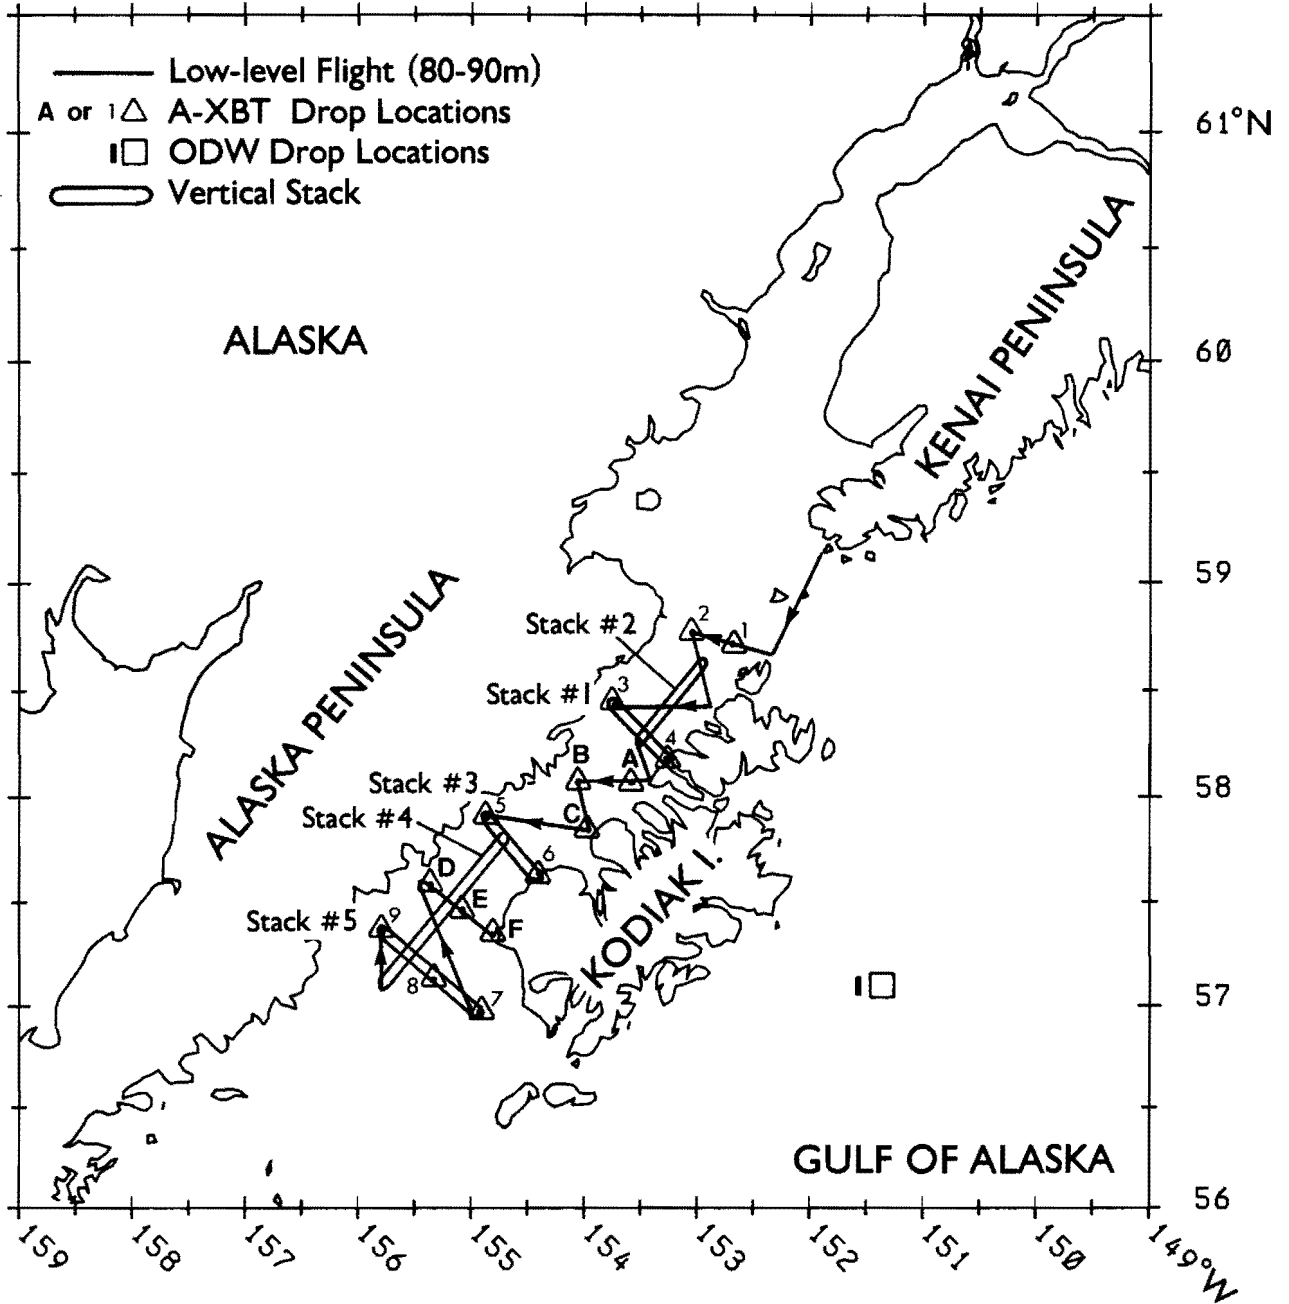 Low-level Flight (80-90m)
A or 1△ A-XBT Drop Locations
I□ ODW Drop Locations
Vertical Stack
61°N
ALASKA
60
KENAI PENINSULA
59
ALASKA PENINSULA
Stack #2
2
1
Stack #1
3
4
B
A
58
Stack #3
5
C
Stack #4
6
D
E
Stack #5
9
F
8
7
KODIAK I.
I
57
GULF OF ALASKA
56
159
158
157
156
155
154
153
152
151
150
149°W